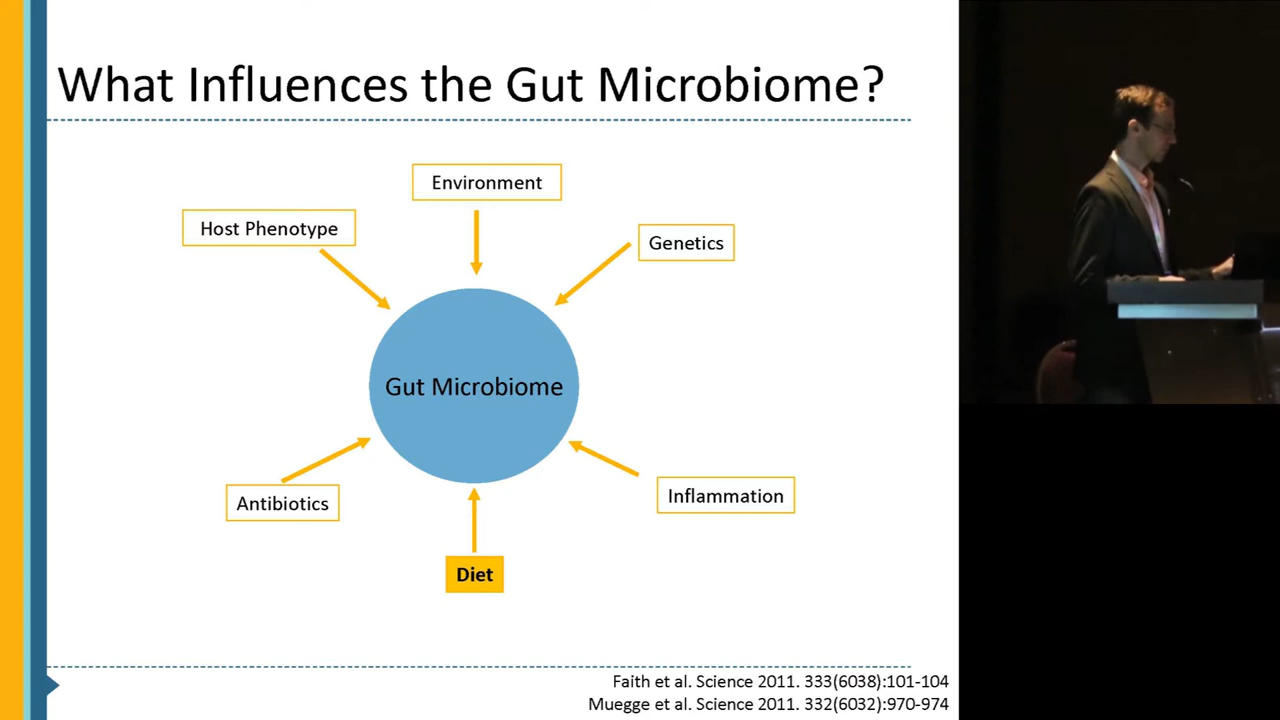 What Influences the Gut Microbiome?
Environment
Host Phenotype
Genetics
Gut Microbiome
Antibiotics
Inflammation
Diet
Faith et al. Science 2011. 333(6038):101-104
Muegge et al. Science 2011. 332(6032):970-974